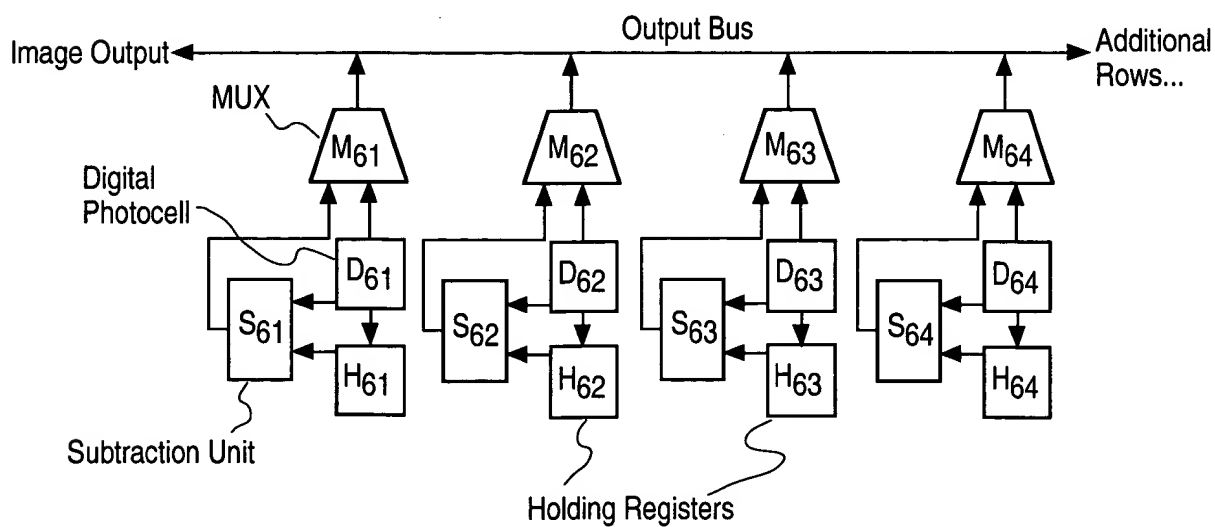 Output Bus
Image Output
Additional
Rows...
MUX
M61
M62
M63
M64
Digital
Photocell
D61
D62
D63
D64
S61
S62
S63
S64
H61
H62
H63
H64
Subtraction Unit
Holding Registers